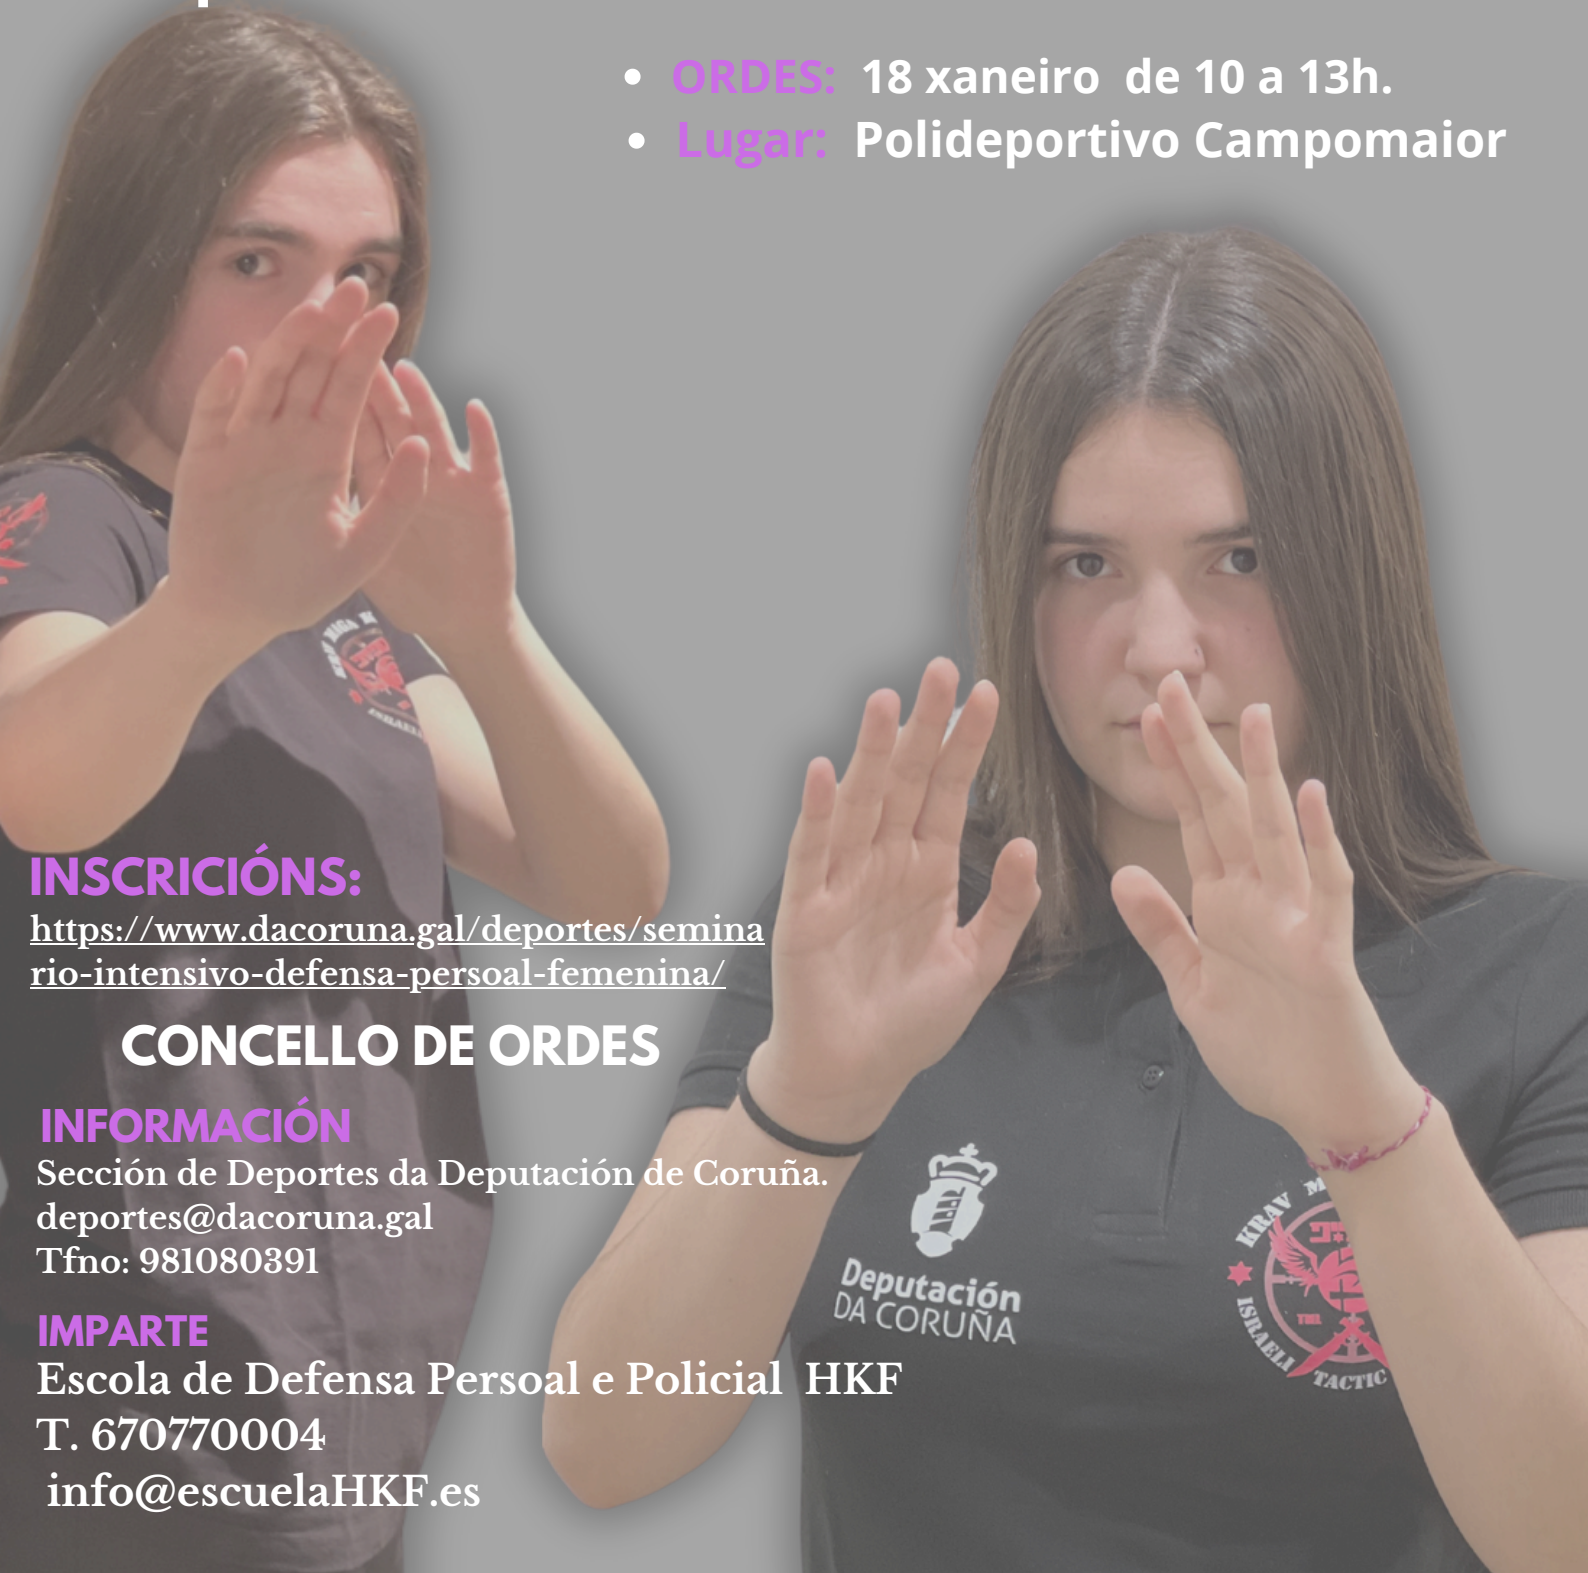 ORDES: 18 xaneiro de 10 a 13h.
Lugar: Polideportivo Campomaior
INSCRICIÓNS:
https://www.dacoruna.gal/deportes/semina
rio-intensivo-defensa-persoal-femenina/
CONCELLO DE ORDES
INFORMACIÓN
Sección de Deportes da Deputación de Coruña.
deportes@dacoruna.gal
Tfno: 981080391
IMPARTE
Escola de Defensa Persoal e Policial HKF
T. 670770004
info@escuelaHKF.es
Deputación
DA CORUÑA
KRAV
ISRAELI
TACTIC